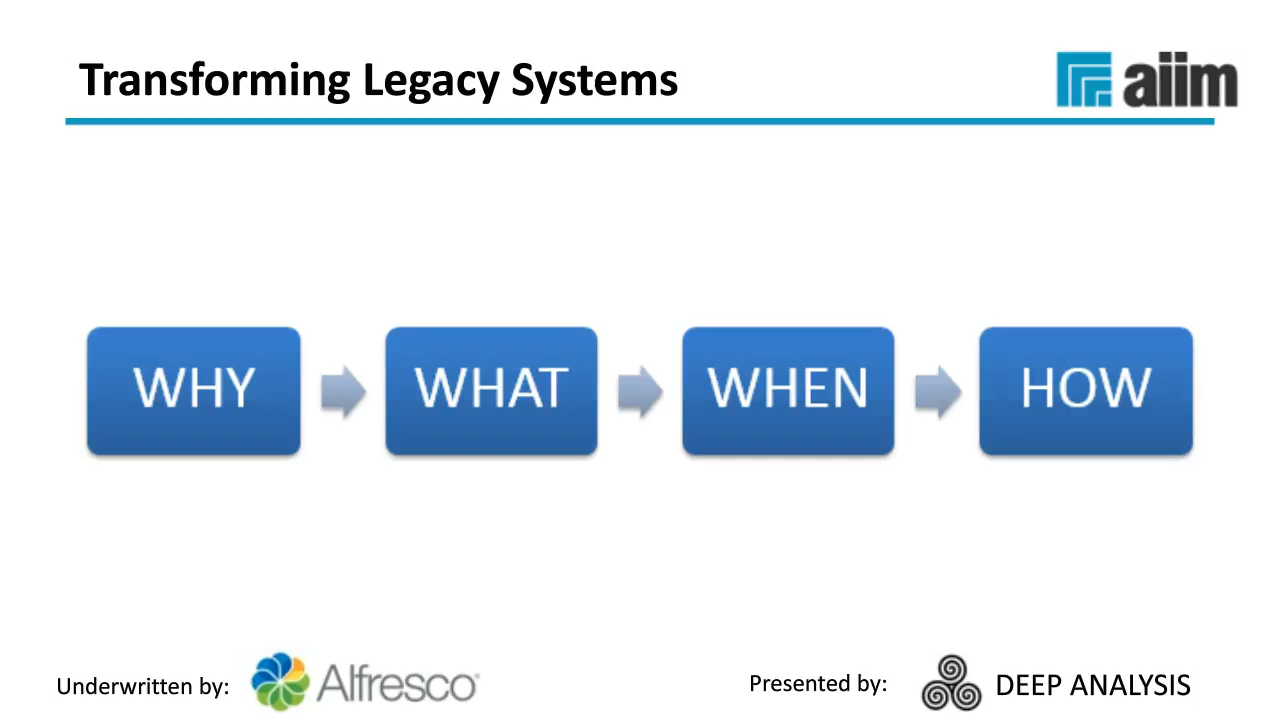 Transforming Legacy Systems
aiim
WHY
WHAT
WHEN
HOW
Underwritten by:
Alfresco
Presented by:
DEEP ANALYSIS